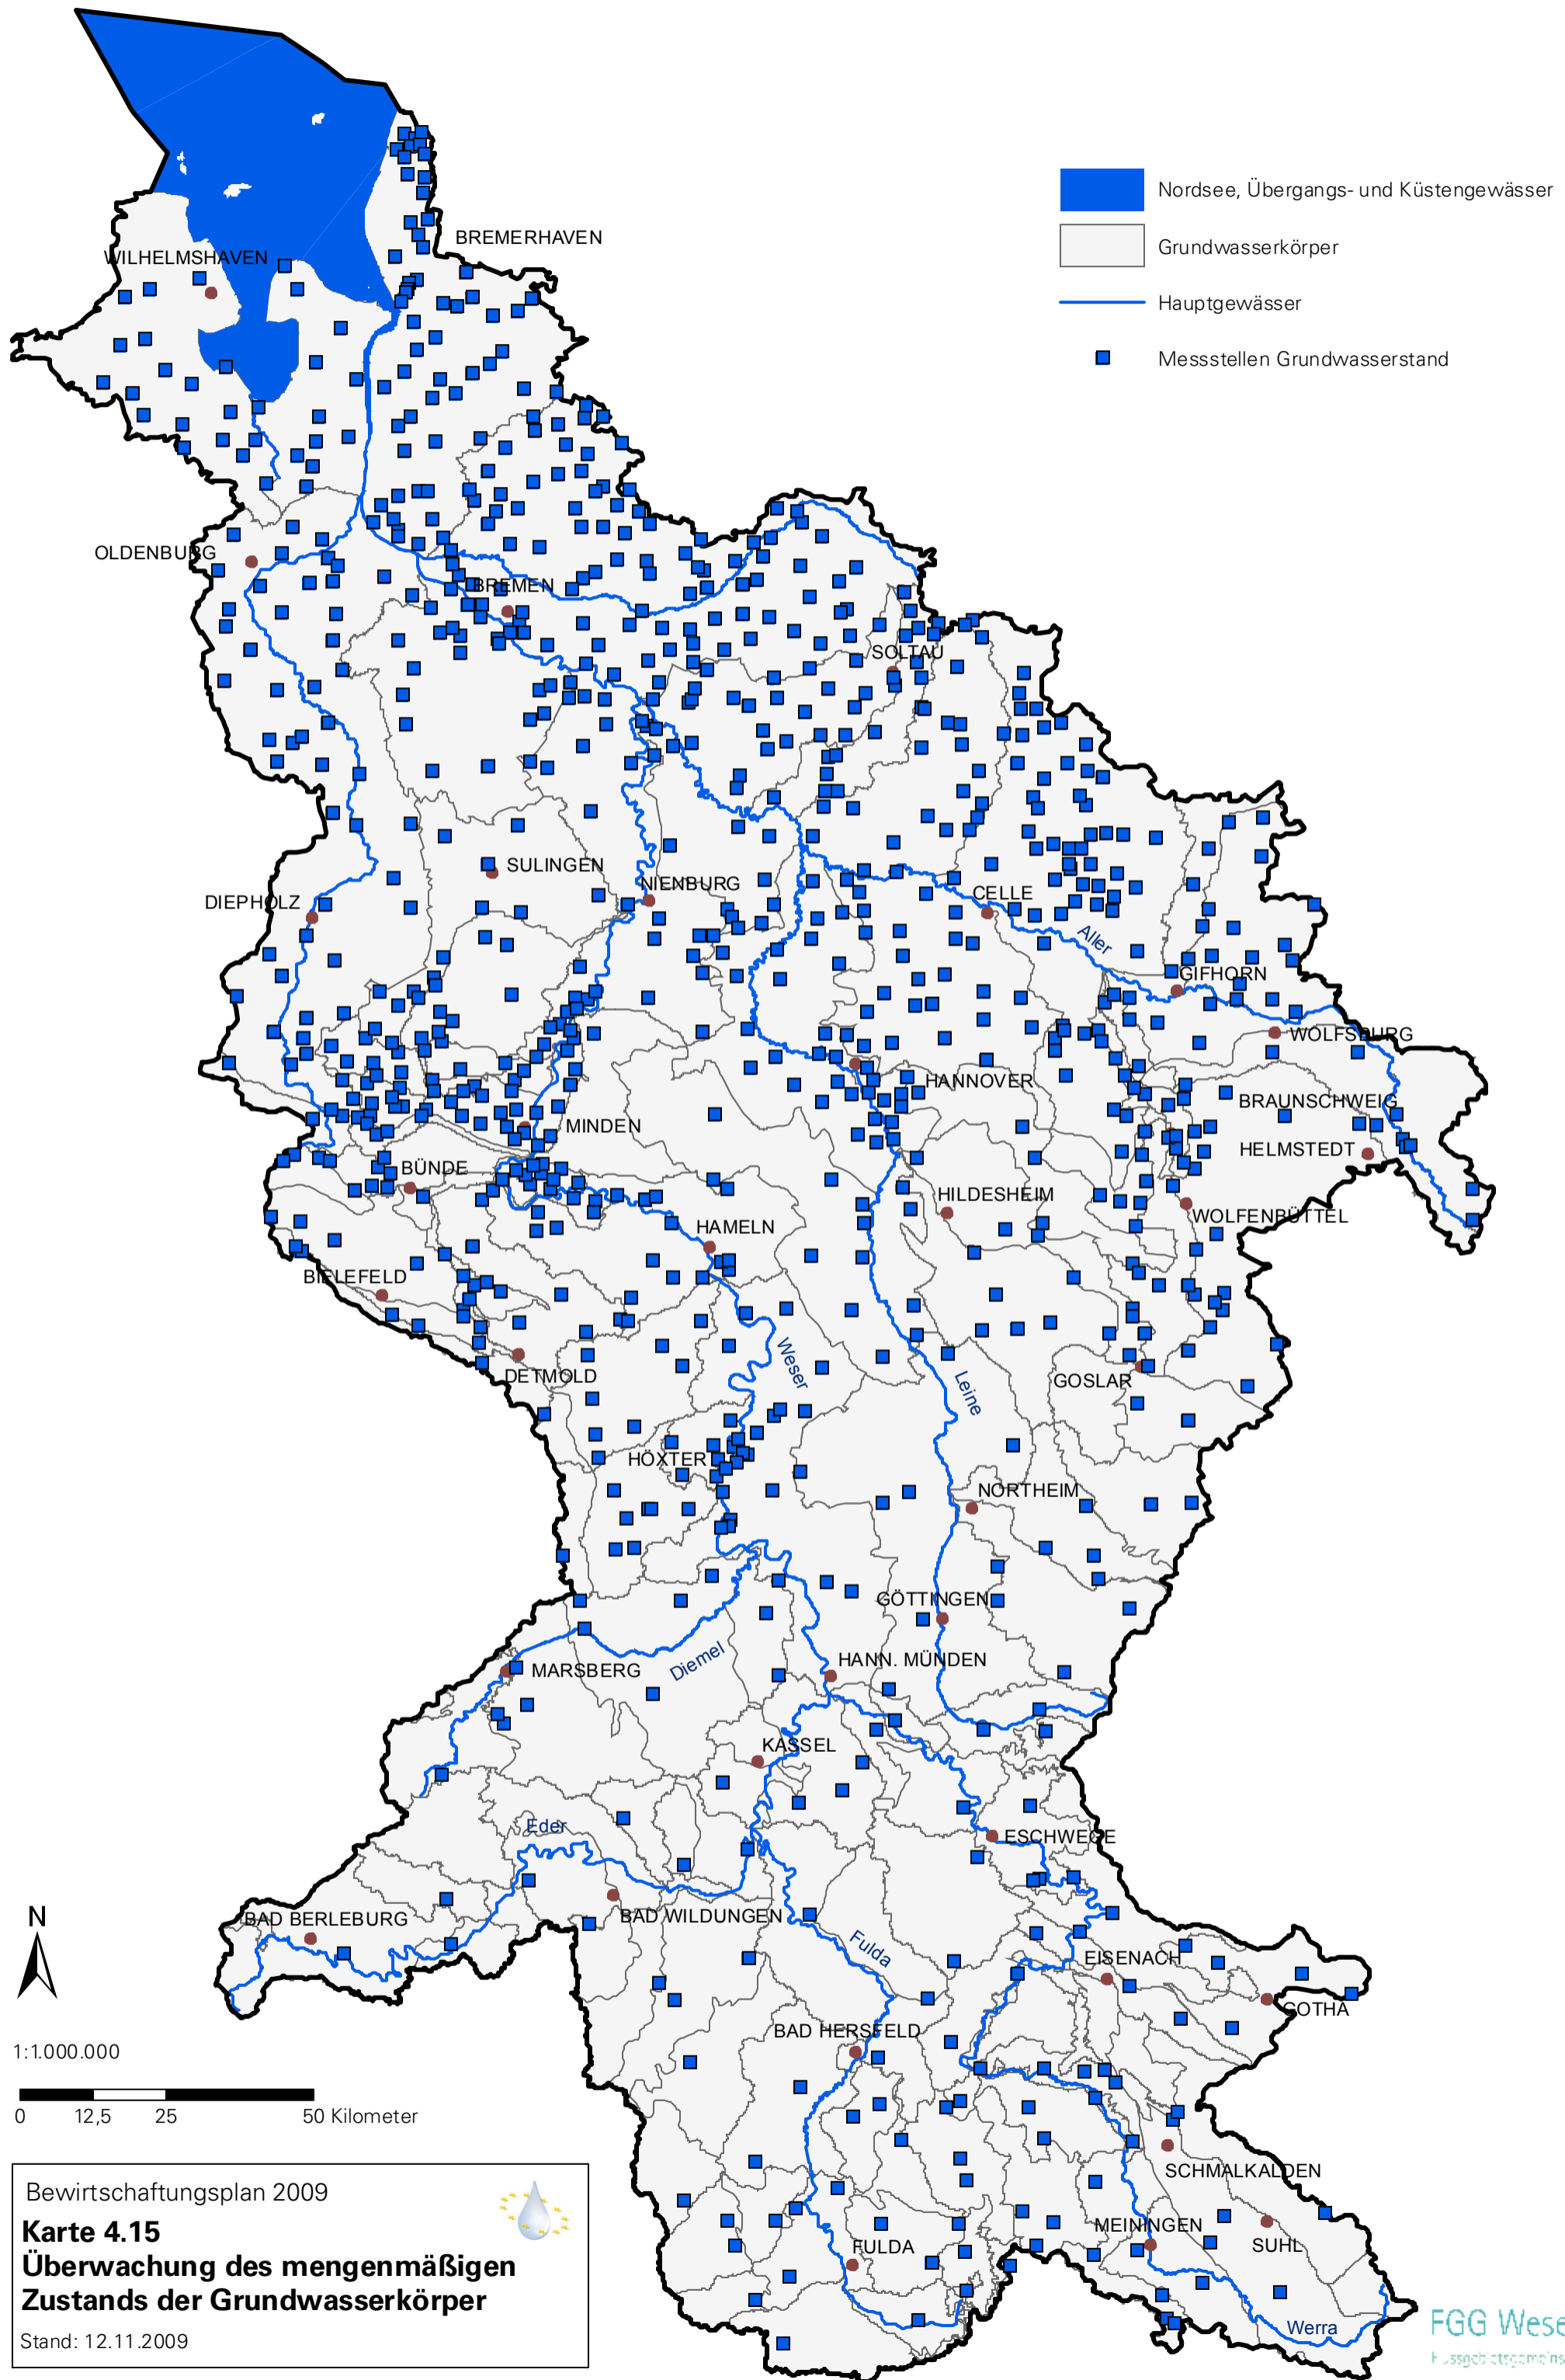 Nordsee, Übergangs- und Küstengewässer
Grundwasserkörper
Hauptgewässer
Messstellen Grundwasserstand
BREMERHAVEN
WILHELMSHAVEN
OLDENBURG
BREMEN
SOLTAU
SULINGEN
NIENBURG
DIEPHOLZ
CELLE
Aller
GIFHORN
WOLFSBURG
HANNOVER
BRAUNSCHWEIG
MINDEN
HELMSTEDT
BÜNDE
HILDESHEIM
WOLFENBÜTTEL
HAMELN
BIELEFELD
Weser
DETMOLD
Leine
GOSLAR
HÖXTER
NORTHEIM
GÖTTINGEN
HANN. MÜNDEN
MARSBERG
Diemel
KASSEL
Eder
ESCHWEGE
BAD WILDUNGEN
BAD BERLEBURG
Fulda
EISENACH
GOTHA
BAD HERSFELD
SCHMALKALDEN
MEININGEN
SUHL
FULDA
Werra
N
1:1.000.000
0 12,5 25 50 Kilometer
Bewirtschaftungsplan 2009
Karte 4.15
Überwachung des mengenmäßigen
Zustands der Grundwasserkörper
Stand: 12.11.2009
FGG Wese